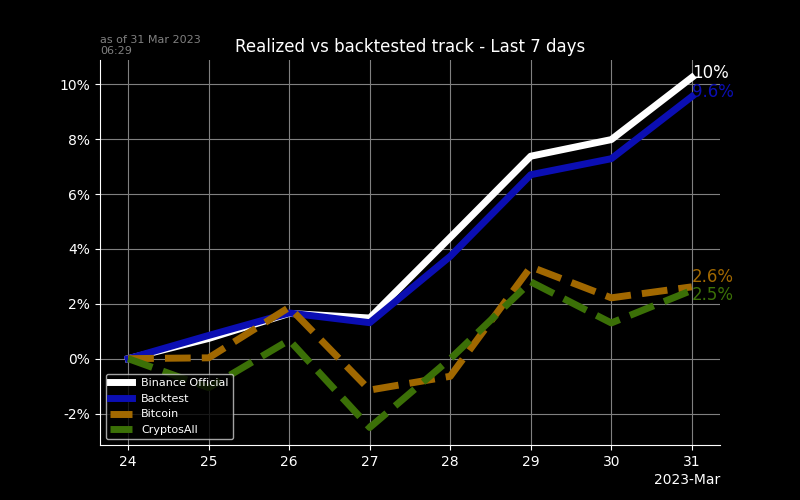 as of 31 Mar 2023
06:29
Realized vs backtested track - Last 7 days
10%
8%
6%
4%
2%
0%
-2%
10%
9.6%
2.6%
2.5%
Binance Official
Backtest
Bitcoin
CryptosAll
24 25 26 27 28 29 30 31
2023-Mar